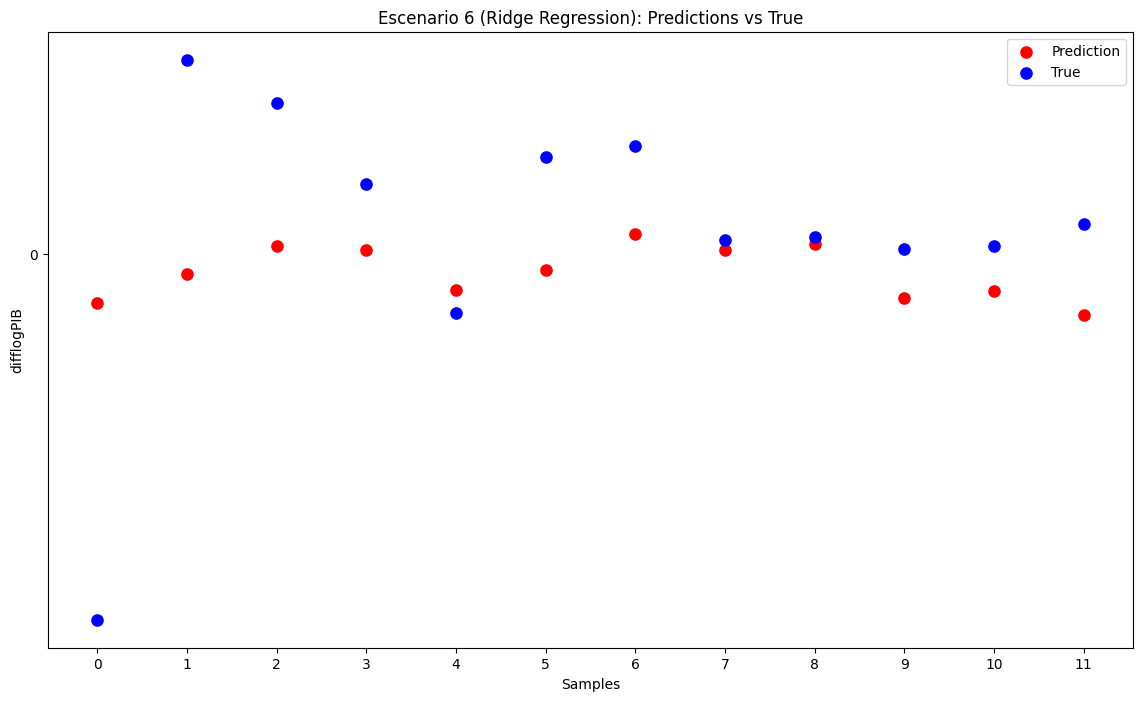 Escenario 6 (Ridge Regression): Predictions vs True
Prediction
True
0
difflogPIB
0 1 2 3 4 5 6 7 8 9 10 11
Samples